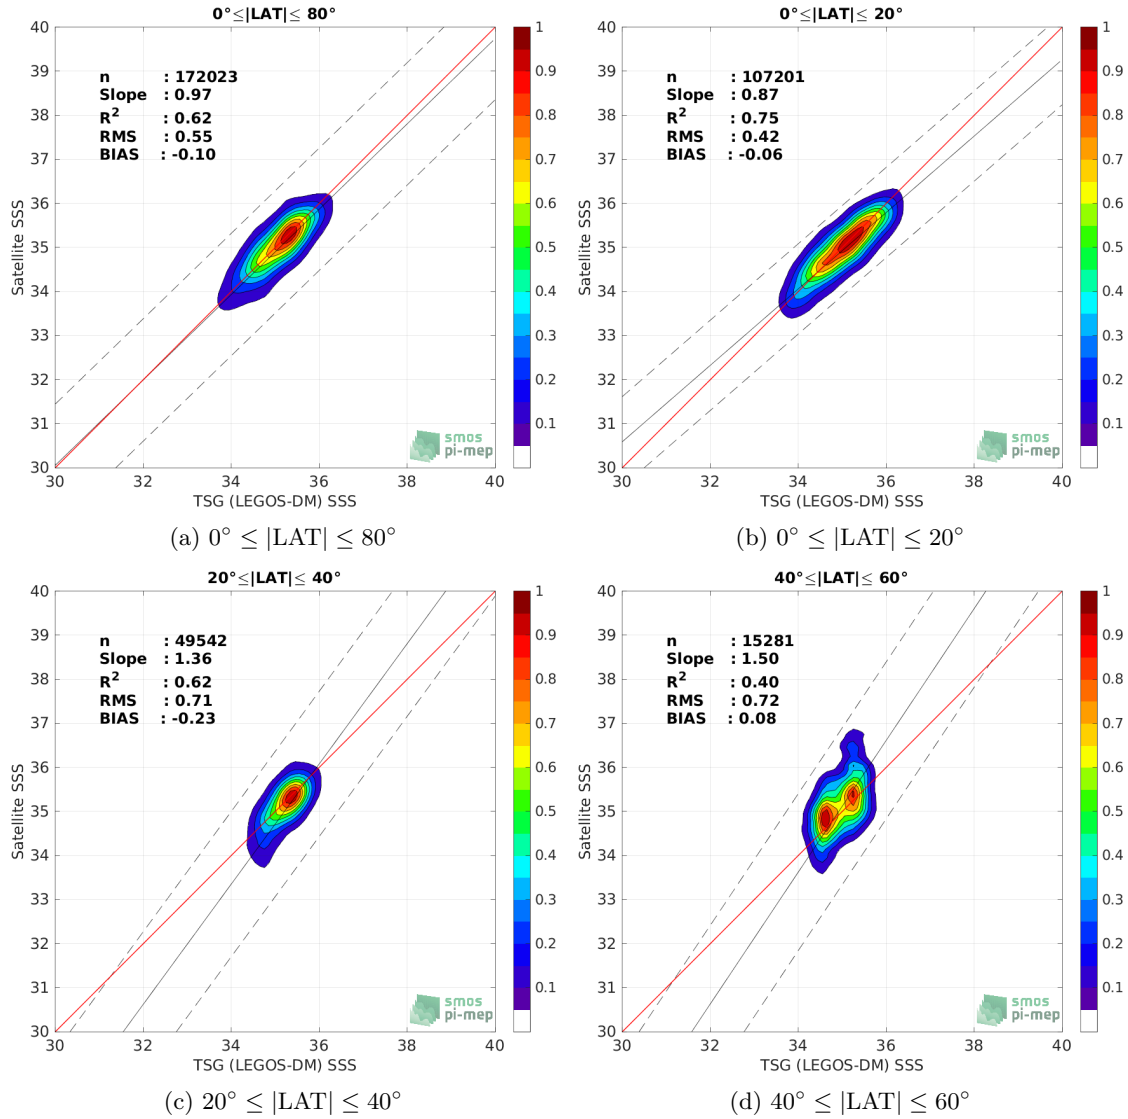 0°≤|LAT|≤ 80°
n : 172023
Slope : 0.97
R² : 0.62
RMS : 0.55
BIAS : -0.10
40
39
38
37
36
35
34
33
32
31
30
30 32 34 36 38 40
Satellite SSS
TSG (LEGOS-DM) SSS
1
0.9
0.8
0.7
0.6
0.5
0.4
0.3
0.2
0.1
smos
pi-mep
(a) 0° ≤ |LAT| ≤ 80°
0°≤|LAT|≤ 20°
n : 107201
Slope : 0.87
R² : 0.75
RMS : 0.42
BIAS : -0.06
40
39
38
37
36
35
34
33
32
31
30
30 32 34 36 38 40
Satellite SSS
TSG (LEGOS-DM) SSS
1
0.9
0.8
0.7
0.6
0.5
0.4
0.3
0.2
0.1
smos
pi-mep
(b) 0° ≤ |LAT| ≤ 20°
20°≤|LAT|≤ 40°
n : 49542
Slope : 1.36
R² : 0.62
RMS : 0.71
BIAS : -0.23
40
39
38
37
36
35
34
33
32
31
30
30 32 34 36 38 40
Satellite SSS
TSG (LEGOS-DM) SSS
1
0.9
0.8
0.7
0.6
0.5
0.4
0.3
0.2
0.1
smos
pi-mep
(c) 20° ≤ |LAT| ≤ 40°
40°≤|LAT|≤ 60°
n : 15281
Slope : 1.50
R² : 0.40
RMS : 0.72
BIAS : 0.08
40
39
38
37
36
35
34
33
32
31
30
30 32 34 36 38 40
Satellite SSS
TSG (LEGOS-DM) SSS
1
0.9
0.8
0.7
0.6
0.5
0.4
0.3
0.2
0.1
smos
pi-mep
(d) 40° ≤ |LAT| ≤ 60°